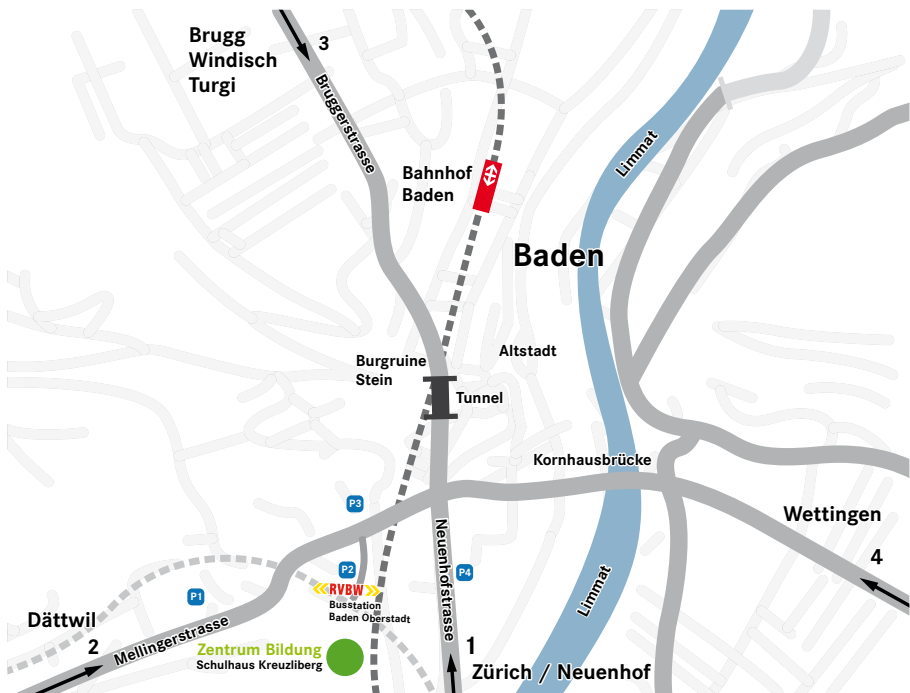 Brugg
Windisch
Turgi
3
Bruggerstrasse
Bahnhof
Baden
Limmat
Baden
Burgruine
Stein
Altstadt
Tunnel
Kornhausbrücke
P3
Wettingen
4
Neuenhofstrasse
P1
P2
P4
RVBW
Busstation
Baden Oberstadt
Limmat
Dättwil
2
Mellingerstrasse
Zentrum Bildung
Schulhaus Kreuzliberg
1
Zürich / Neuenhof